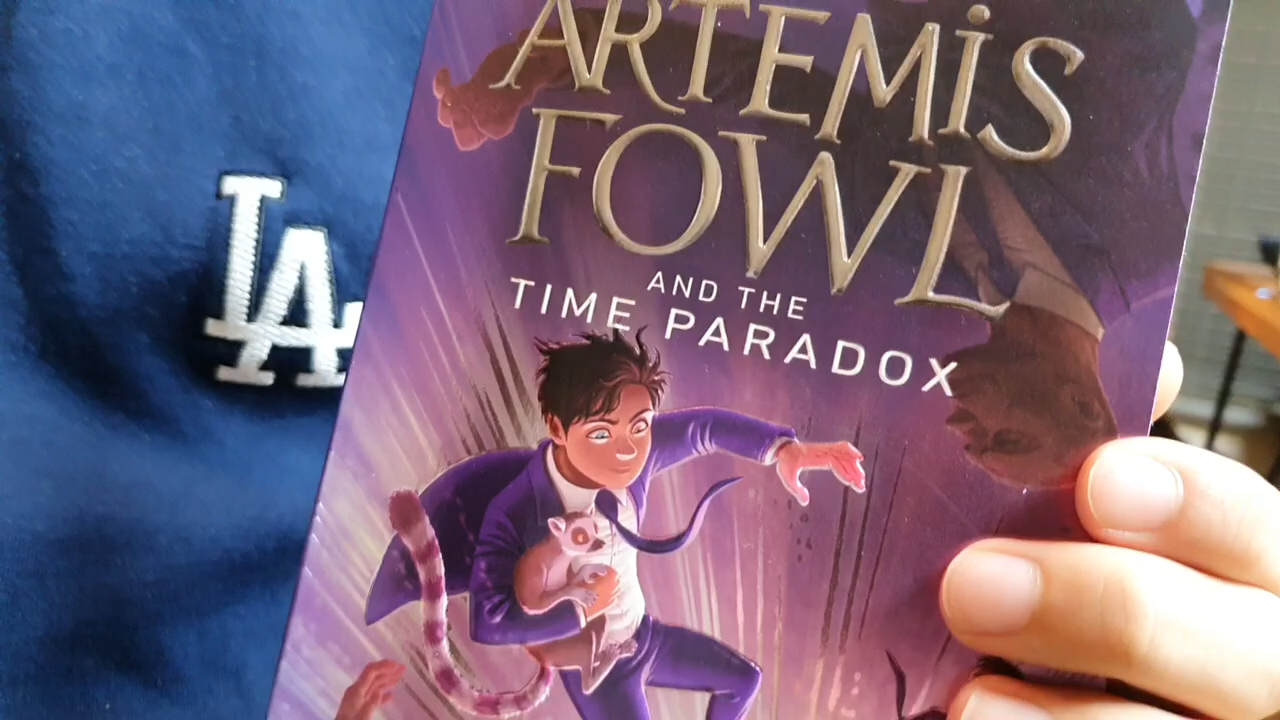 LA
ARTEMiS
FOWL
AND THE
TIME PARADOX